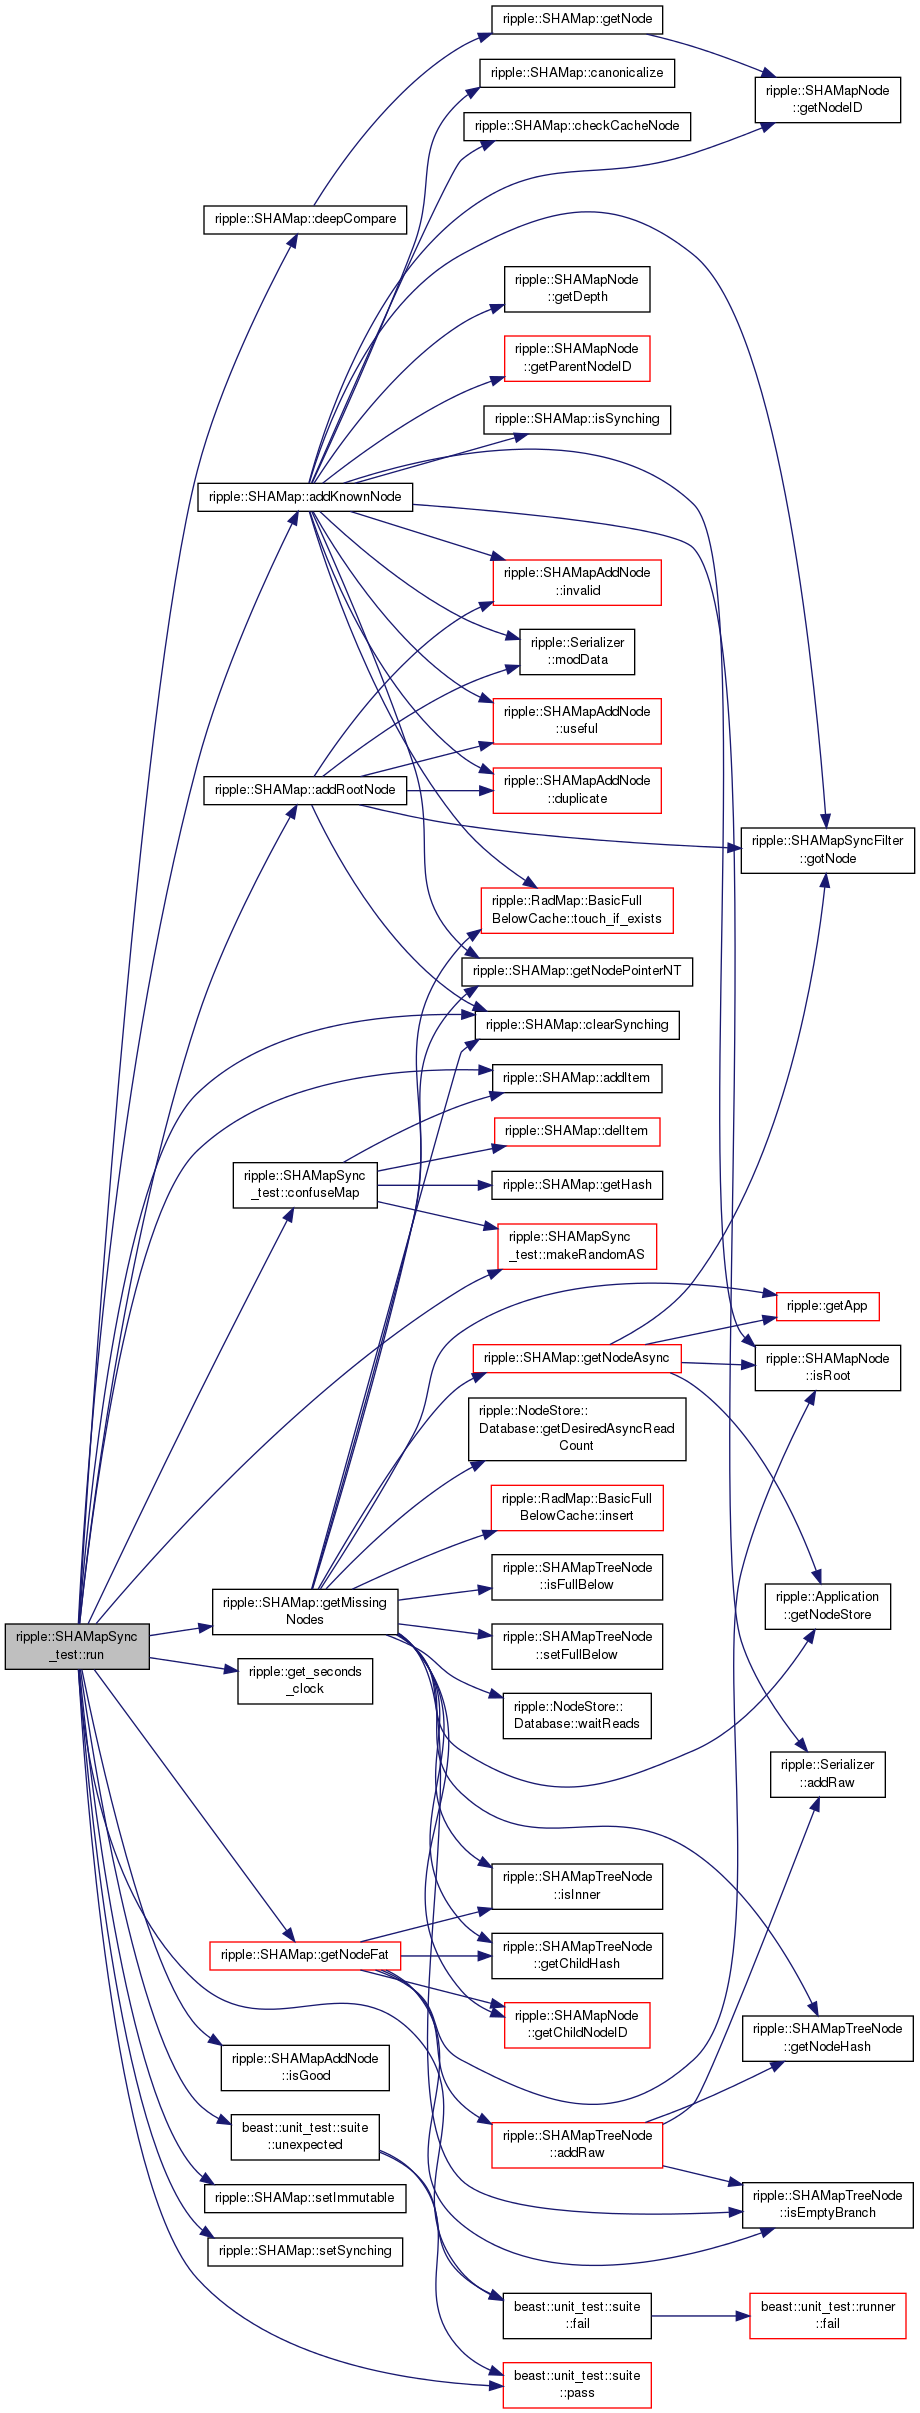 ripple::SHAMap::getNode
ripple::SHAMap::canonicalize
ripple::SHAMapNode
::getNodeID
ripple::SHAMap::checkCacheNode
ripple::SHAMap::deepCompare
ripple::SHAMapNode
::getDepth
ripple::SHAMapNode
::getParentNodeID
ripple::SHAMap::isSynching
ripple::SHAMap::addKnownNode
ripple::SHAMapAddNode
::invalid
ripple::Serializer
::modData
ripple::SHAMapAddNode
::useful
ripple::SHAMapAddNode
::duplicate
ripple::SHAMap::addRootNode
ripple::SHAMapSyncFilter
::gotNode
ripple::RadMap::BasicFull
BelowCache::touch_if_exists
ripple::SHAMap::getNodePointerNT
ripple::SHAMap::clearSynching
ripple::SHAMap::addItem
ripple::SHAMap::delItem
ripple::SHAMapSync
_test::confuseMap
ripple::SHAMap::getHash
ripple::SHAMapSync
_test::makeRandomAS
ripple::getApp
ripple::SHAMap::getNodeAsync
ripple::SHAMapNode
::isRoot
ripple::NodeStore::
Database::getDesiredAsyncRead
Count
ripple::RadMap::BasicFull
BelowCache::insert
ripple::SHAMapTreeNode
::isFullBelow
ripple::Application
::getNodeStore
ripple::SHAMap::getMissing
Nodes
ripple::SHAMapSync
_test::run
ripple::SHAMapTreeNode
::setFullBelow
ripple::get_seconds
_clock
ripple::NodeStore::
Database::waitReads
ripple::Serializer
::addRaw
ripple::SHAMapTreeNode
::isInner
ripple::SHAMap::getNodeFat
ripple::SHAMapTreeNode
::getChildHash
ripple::SHAMapNode
::getChildNodeID
ripple::SHAMapTreeNode
::getNodeHash
ripple::SHAMapAddNode
::isGood
beast::unit_test::suite
::unexpected
ripple::SHAMapTreeNode
::addRaw
ripple::SHAMap::setImmutable
ripple::SHAMapTreeNode
::isEmptyBranch
ripple::SHAMap::setSynching
beast::unit_test::suite
::fail
beast::unit_test::runner
::fail
beast::unit_test::suite
::pass